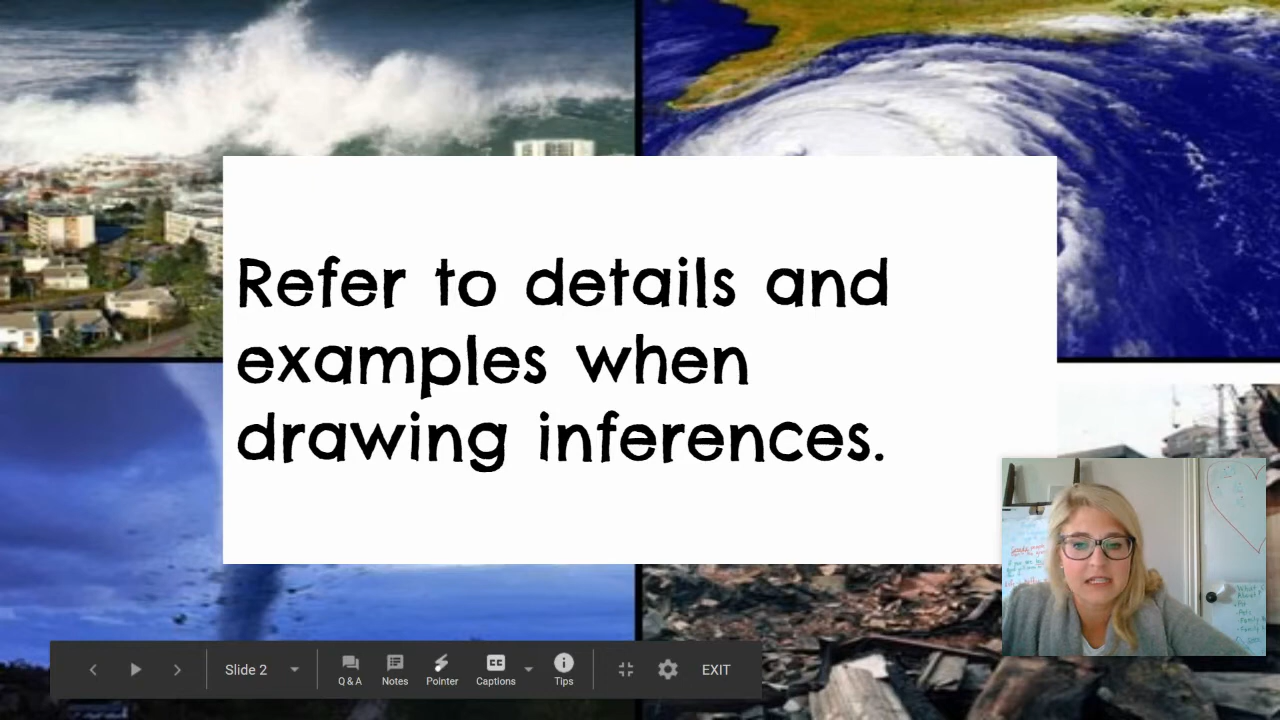 Refer to details and
examples when
drawing inferences.
Slide 2
Q & A
Notes
Pointer
Captions
Tips
EXIT